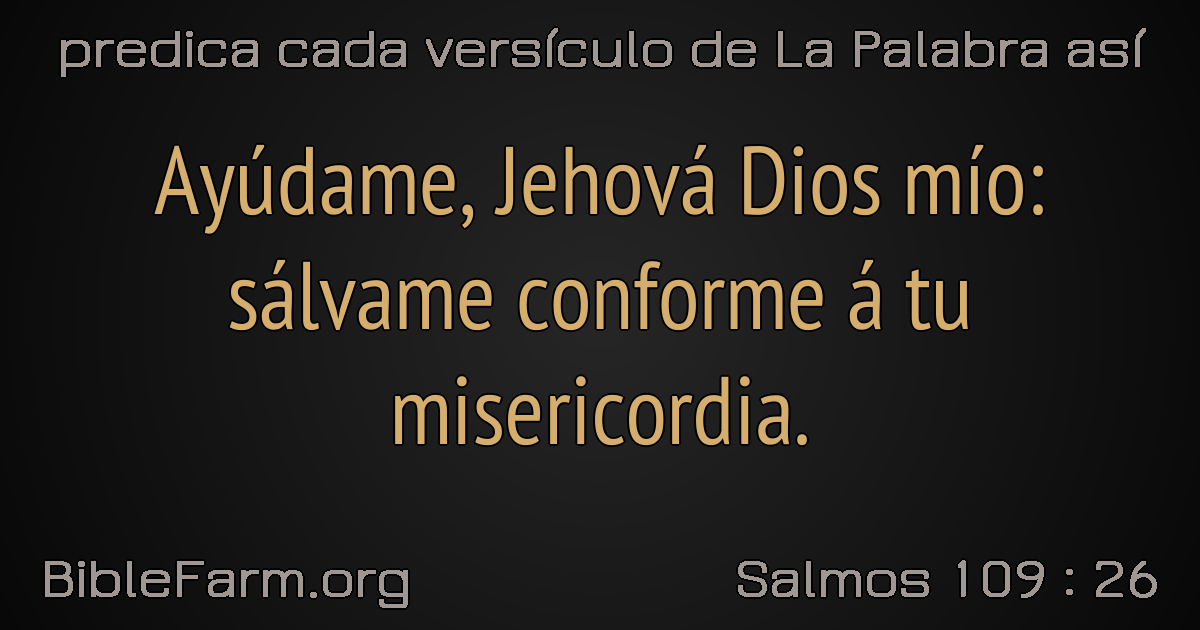 predica cada versículo de La Palabra así
Ayúdame, Jehová Dios mío:
sálvame conforme á tu
misericordia.
BibleFarm.org
Salmos 109 : 26